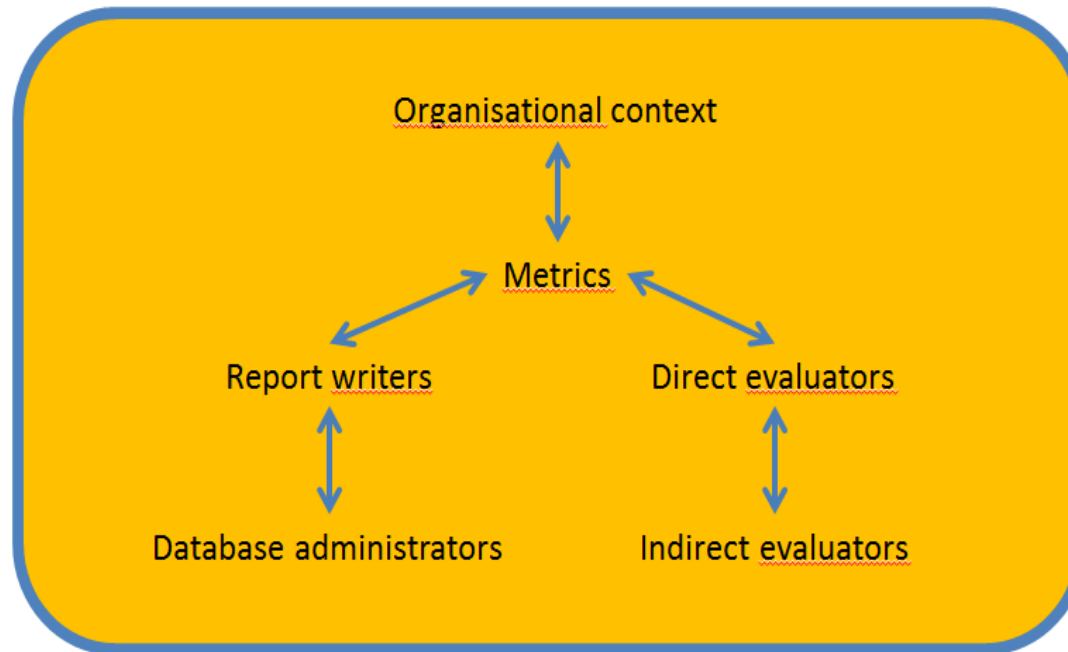 Organisational context
Metrics
Report writers
Direct evaluators
Database administrators
Indirect evaluators